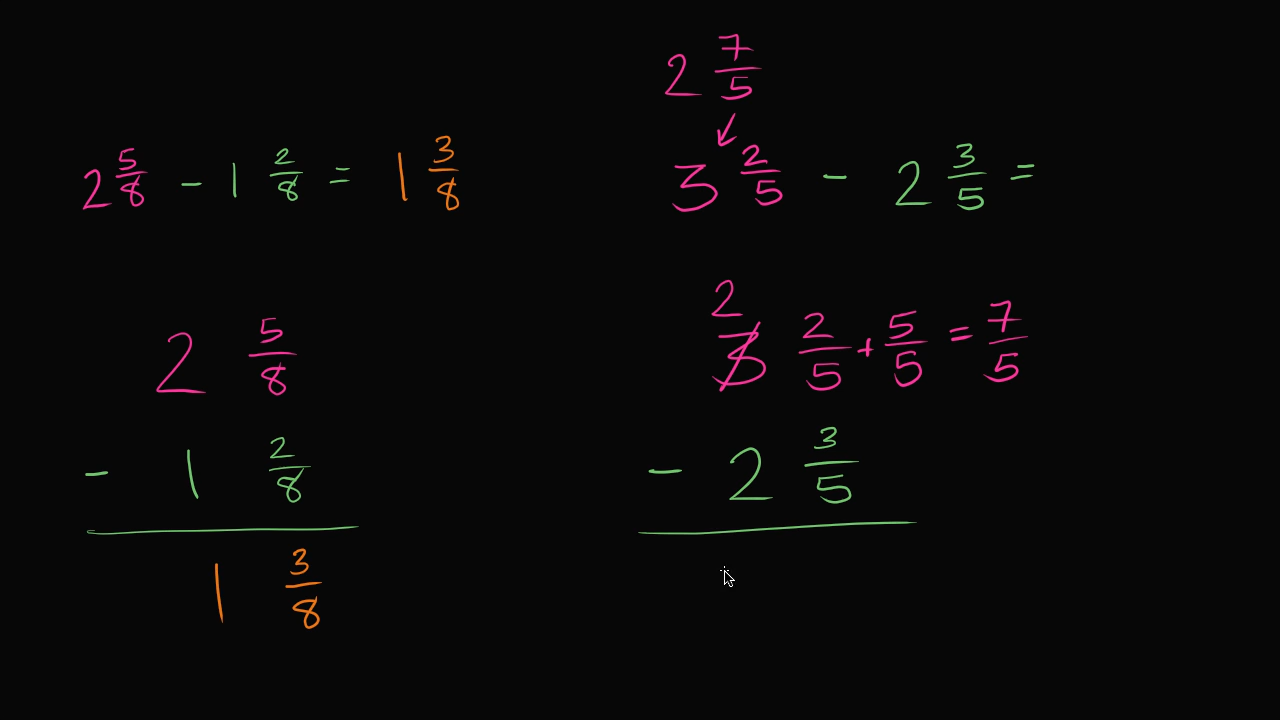 2 7/5
2 5/8 - 1 2/8 = 1 3/8
3 2/5 - 2 3/5 =
2 5/8
- 1 2/8
1 3/8
2
3 2/5 + 5/5 = 7/5
- 2 3/5